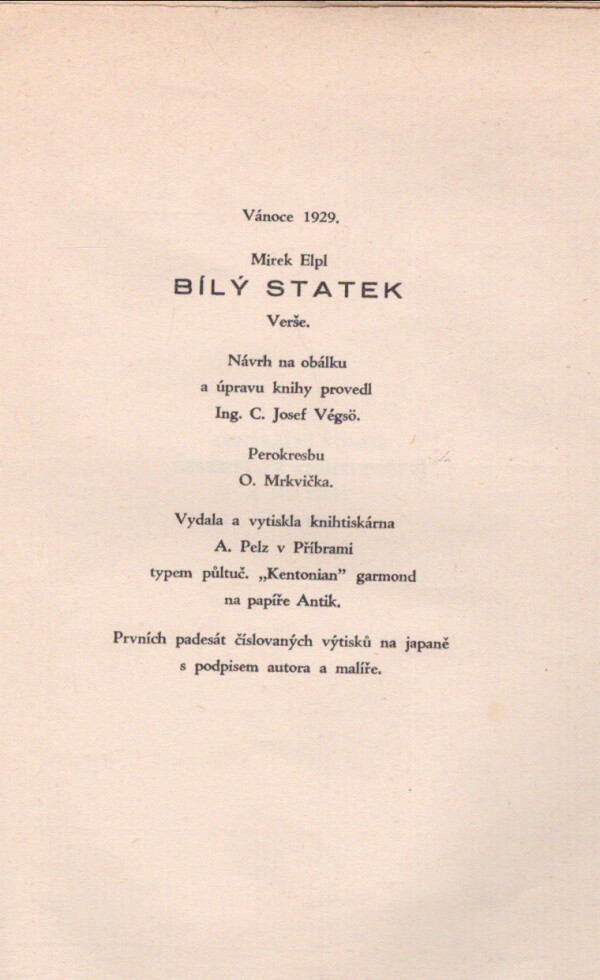 Vánoce 1929.
Mirek Elpl
BÍLÝ STATEK
Verše.
Návrh na obálku
a úpravu knihy provedl
Ing. C. Josef Végsö.
Perokresbu
O. Mrkvička.
Vydala a vytiskla knihtiskárna
A. Pelz v Příbrami
typem půltuč. „Kentonian” garmond
na papíře Antik.
Prvních padesát číslovaných výtisků na japaně
s podpisem autora a malíře.